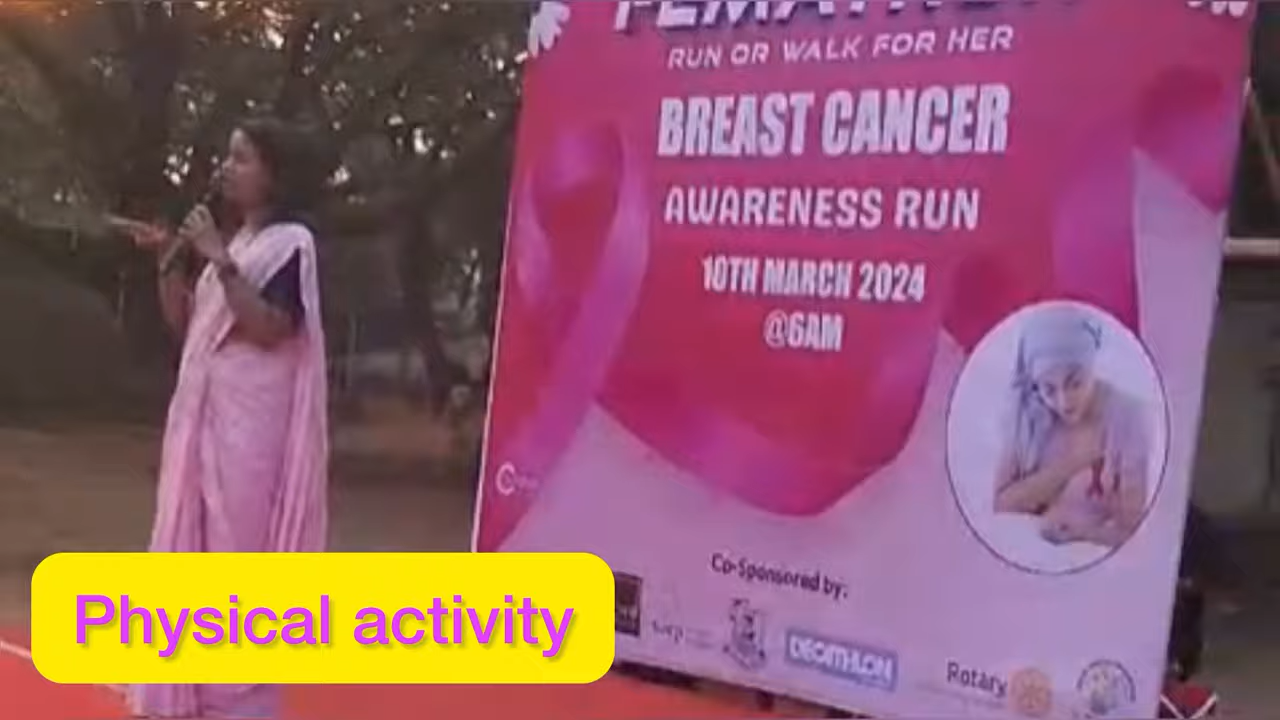 RUN OR WALK FOR HER
BREAST CANCER
AWARENESS RUN
10TH MARCH 2024
@6AM
Co-Sponsored by:
DECATHLON
Rotary
Physical activity